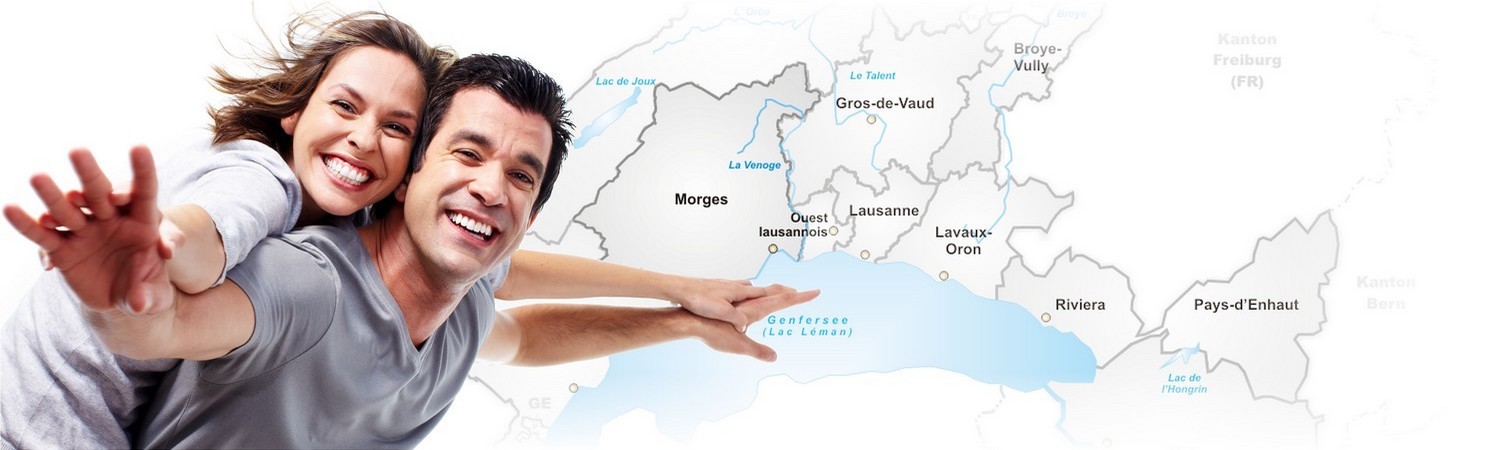 L'Orbe
Broye
Kanton
Freiburg
(FR)
Broye-
Vully
Lac de Joux
Le Talent
Gros-de-Vaud
La Venoge
Morges
Ouest
lausannois
Lausanne
Lavaux-
Oron
Riviera
Pays-d'Enhaut
Kanton
Bern
Genfersee
(Lac Léman)
Lac de
l'Hongrin
GE